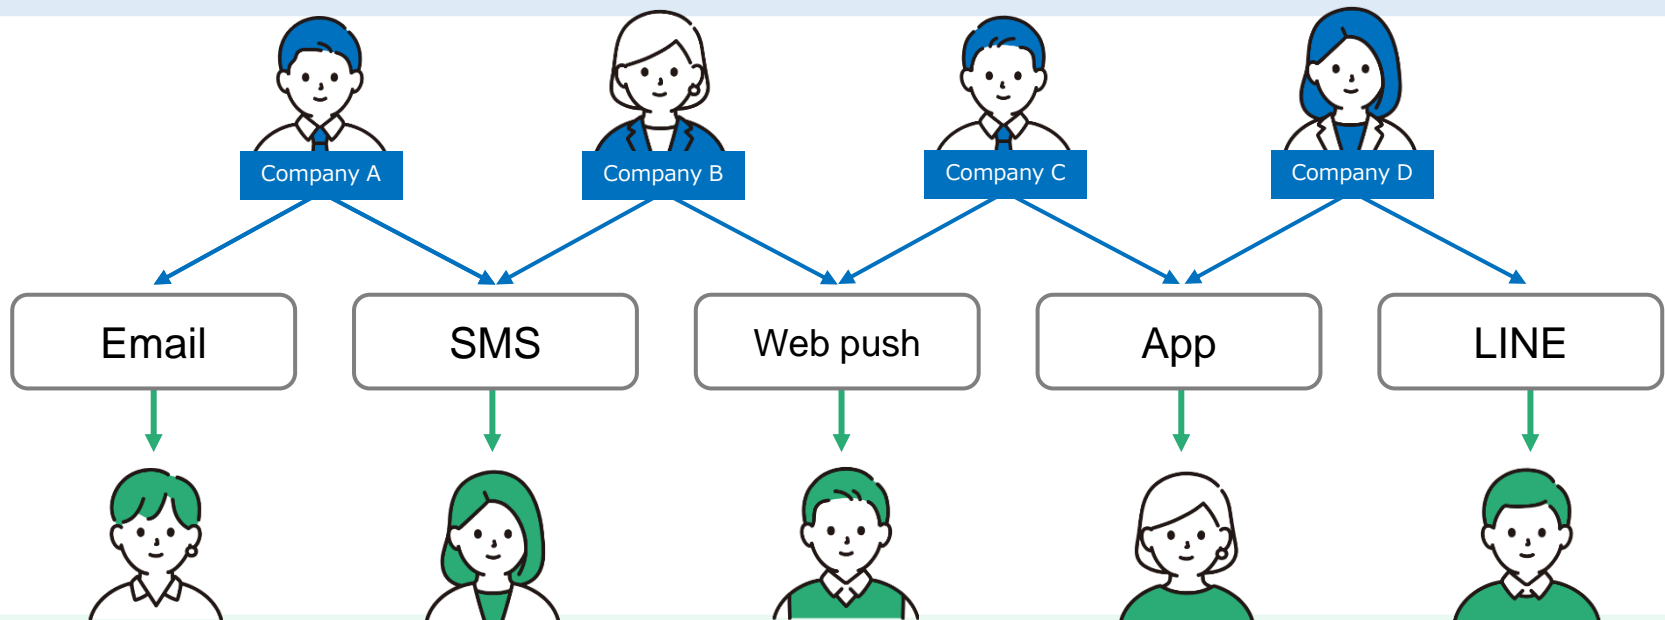 Company A
Company B
Company C
Company D
Email
SMS
Web push
App
LINE